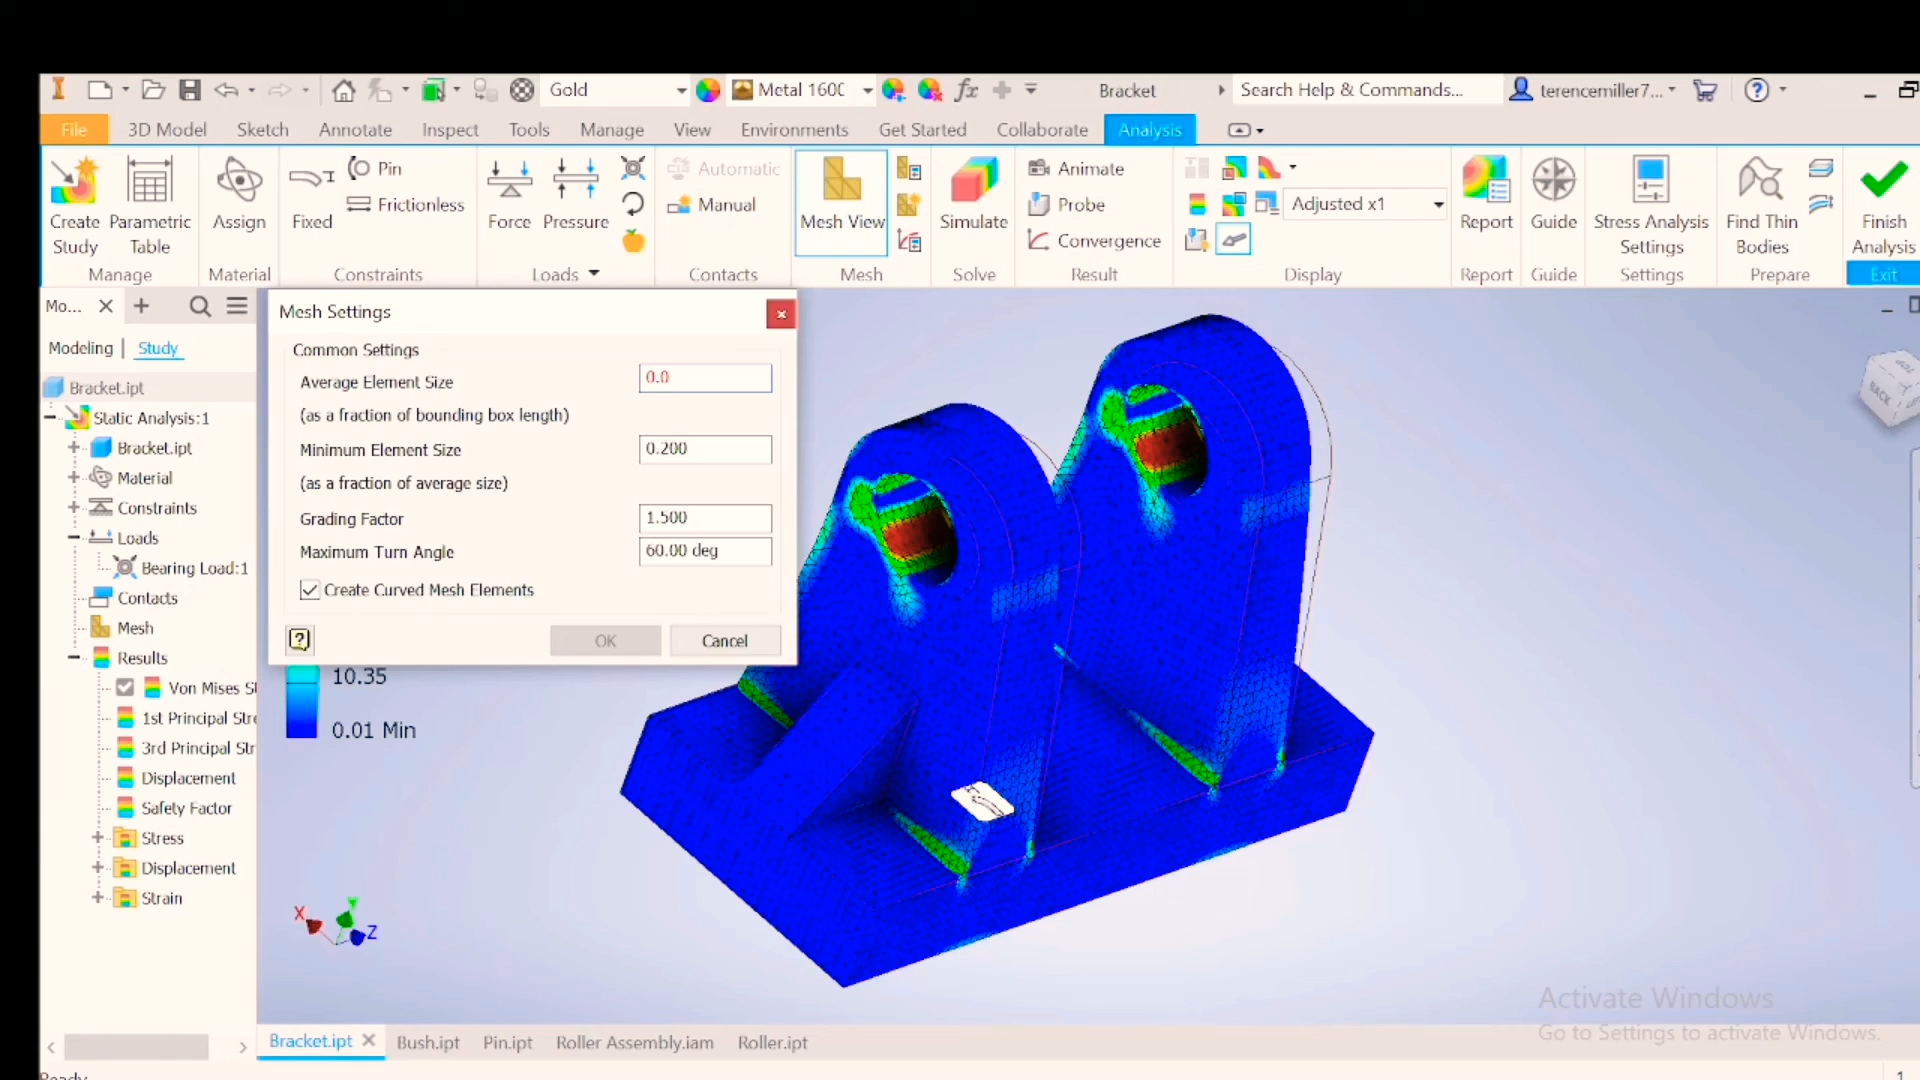 Gold
Metal 160C
Bracket
Search Help & Commands...
terencemiller7...
File
3D Model
Sketch
Annotate
Inspect
Tools
Manage
View
Environments
Get Started
Collaborate
Analysis
Create Study
Parametric Table
Manage
Assign
Material
Fixed
Pin
Frictionless
Constraints
Force
Pressure
Loads
Automatic
Manual
Contacts
Mesh View
Mesh
Simulate
Solve
Animate
Probe
Convergence
Result
Adjusted x1
Display
Report
Report
Guide
Guide
Stress Analysis Settings
Settings
Find Thin Bodies
Prepare
Finish Analysis
Exit
Mo...
Modeling
Study
Bracket.ipt
Static Analysis:1
Bracket.ipt
Material
Constraints
Loads
Bearing Load:1
Contacts
Mesh
Results
Von Mises St
1st Principal Stre
3rd Principal Str
Displacement
Safety Factor
Stress
Displacement
Strain
Mesh Settings
Common Settings
Average Element Size
0.0
(as a fraction of bounding box length)
Minimum Element Size
0.200
(as a fraction of average size)
Grading Factor
1.500
Maximum Turn Angle
60.00 deg
Create Curved Mesh Elements
OK
Cancel
10.35
0.01 Min
BACK
X
Y
Z
Activate Windows
Go to Settings to activate Windows.
Bracket.ipt
Bush.ipt
Pin.ipt
Roller Assembly.iam
Roller.ipt
Ready
1